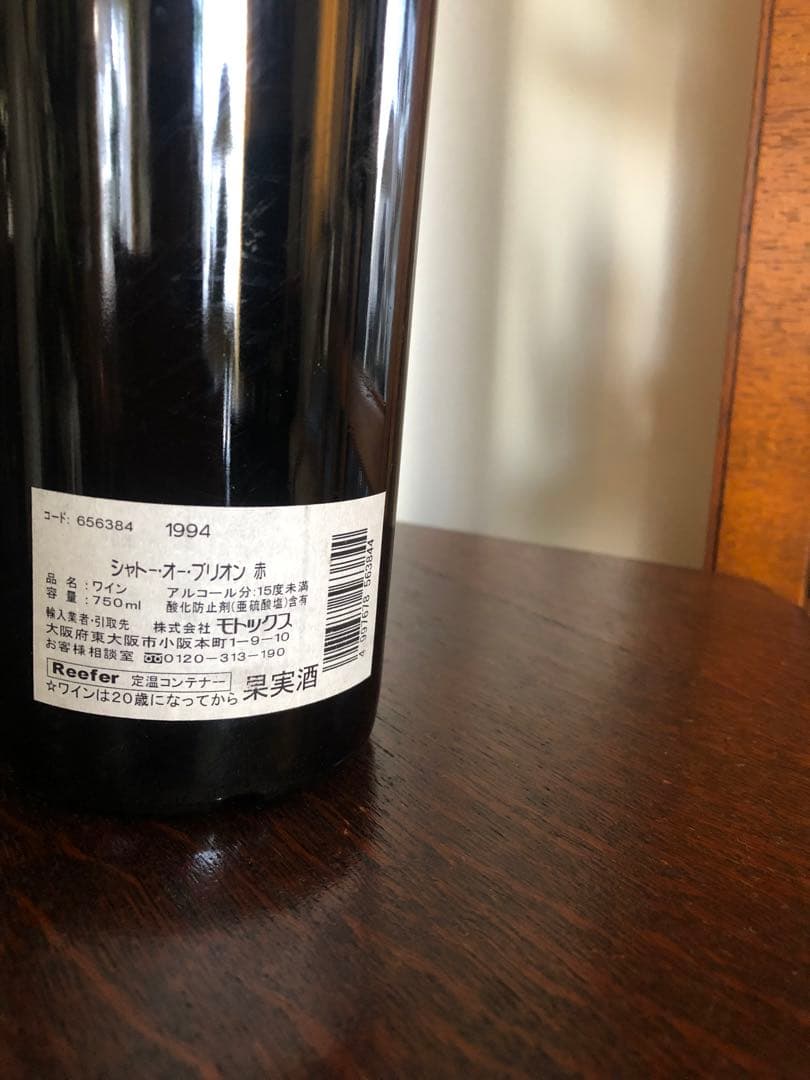 コード: 656384 1994
シャトー・オー・ブリオン 赤
品 名 : ワイン アルコール分:15度未満
容 量 : 750ml 酸化防止剤(亜硫酸塩)含有
輸入業者・引取先 株式会社 モトックス
大阪府東大阪市小阪本町1-9-10
お客様相談室 0120-313-190
Reefer 定温コンテナー 果実酒
☆ワインは20歳になってから
4 997678 563844